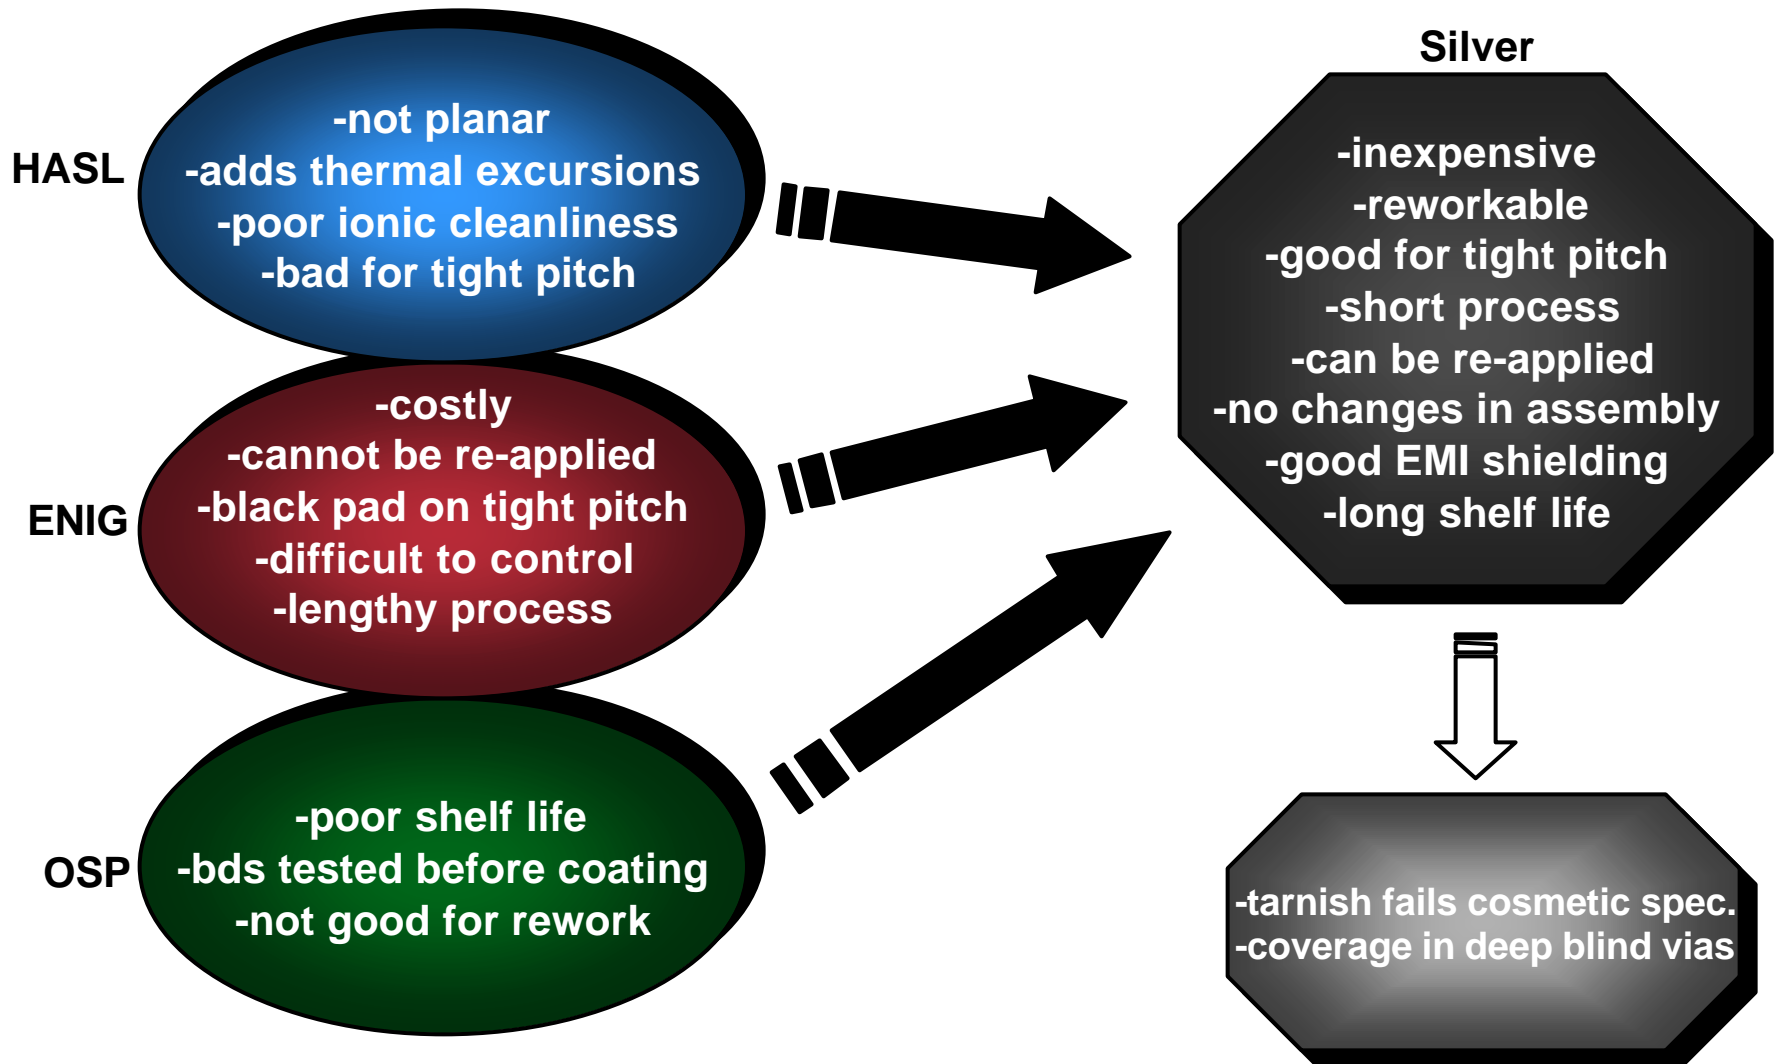 HASL
-not planar
-adds thermal excursions
-poor ionic cleanliness
-bad for tight pitch
ENIG
-costly
-cannot be re-applied
-black pad on tight pitch
-difficult to control
-lengthy process
OSP
-poor shelf life
-bds tested before coating
-not good for rework
Silver
-inexpensive
-reworkable
-good for tight pitch
-short process
-can be re-applied
-no changes in assembly
-good EMI shielding
-long shelf life
-tarnish fails cosmetic spec.
-coverage in deep blind vias